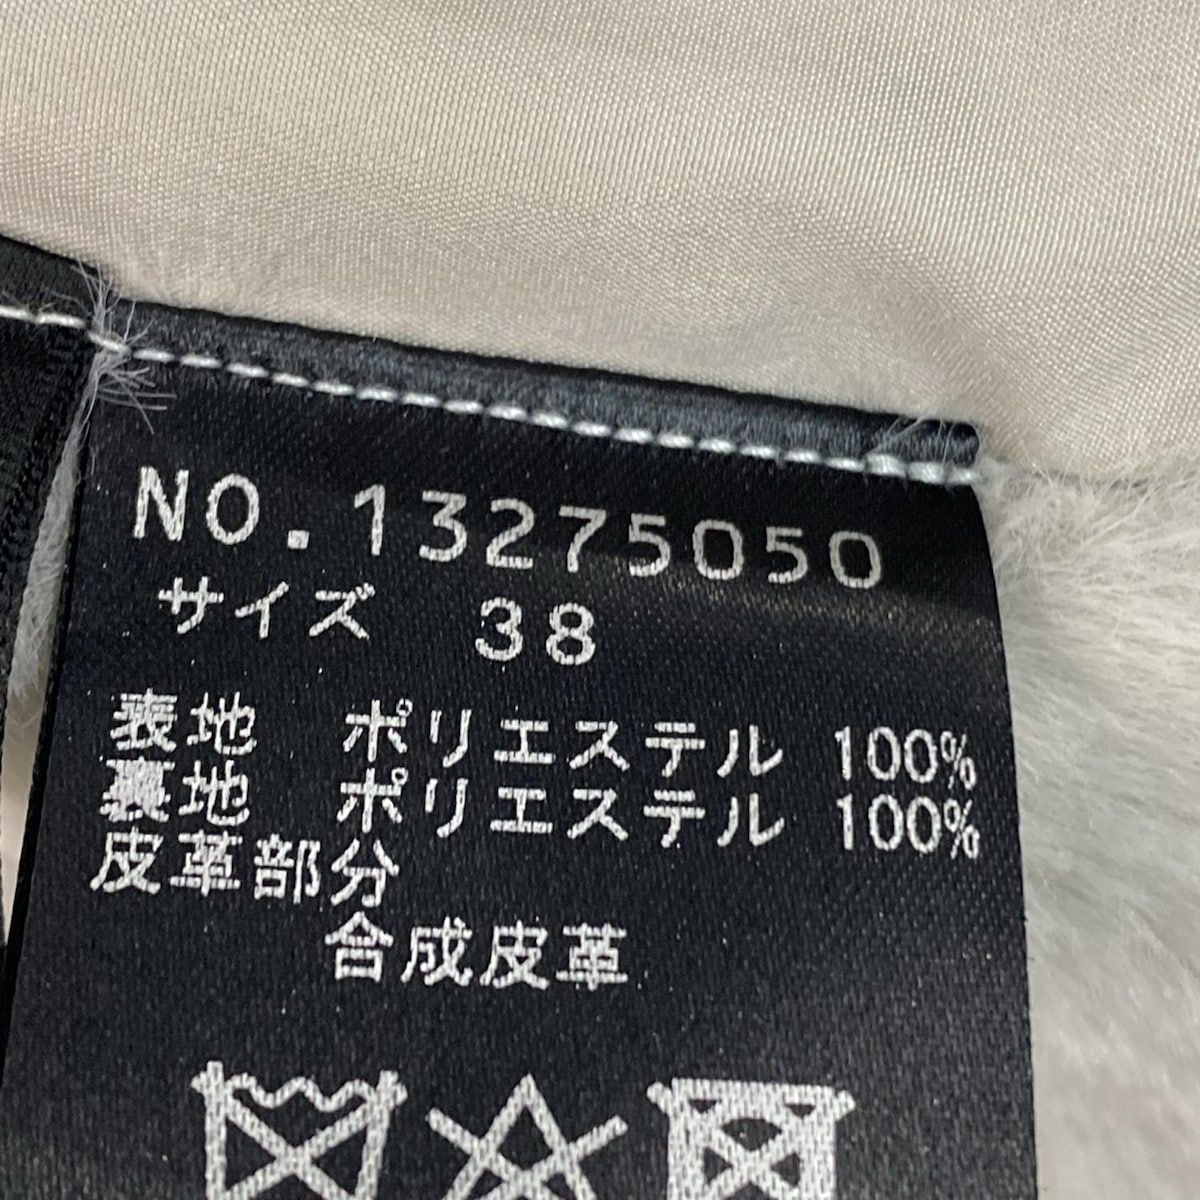 NO.13275050
サイズ 38
表地 ポリエステル 100%
裏地 ポリエステル 100%
皮革部分
合成皮革